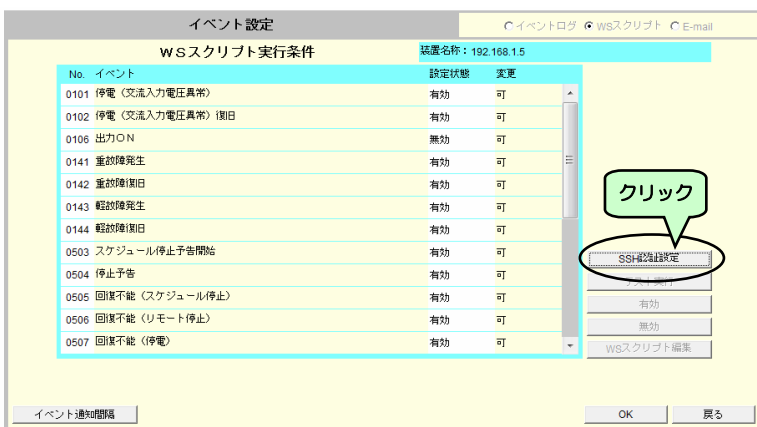 イベント設定
イベントログ WSスクリプト E-mail
WSスクリプト実行条件
装置名称:192.168.1.5
No. イベント 設定状態 変更
0101 停電(交流入力電圧異常) 有効 可
0102 停電(交流入力電圧異常)復旧 有効 可
0106 出力ON 無効 可
0141 重故障発生 有効 可
0142 重故障復旧 有効 可
0143 軽故障発生 有効 可
0144 軽故障復旧 有効 可
0503 スケジュール停止予告開始 有効 可
0504 停止予告 有効 可
0505 回復不能(スケジュール停止) 有効 可
0506 回復不能(リモート停止) 有効 可
0507 回復不能(停電) 有効 可
クリック
SSH認証設定
テスト実行
有効
無効
WSスクリプト編集
イベント通知間隔
OK
戻る